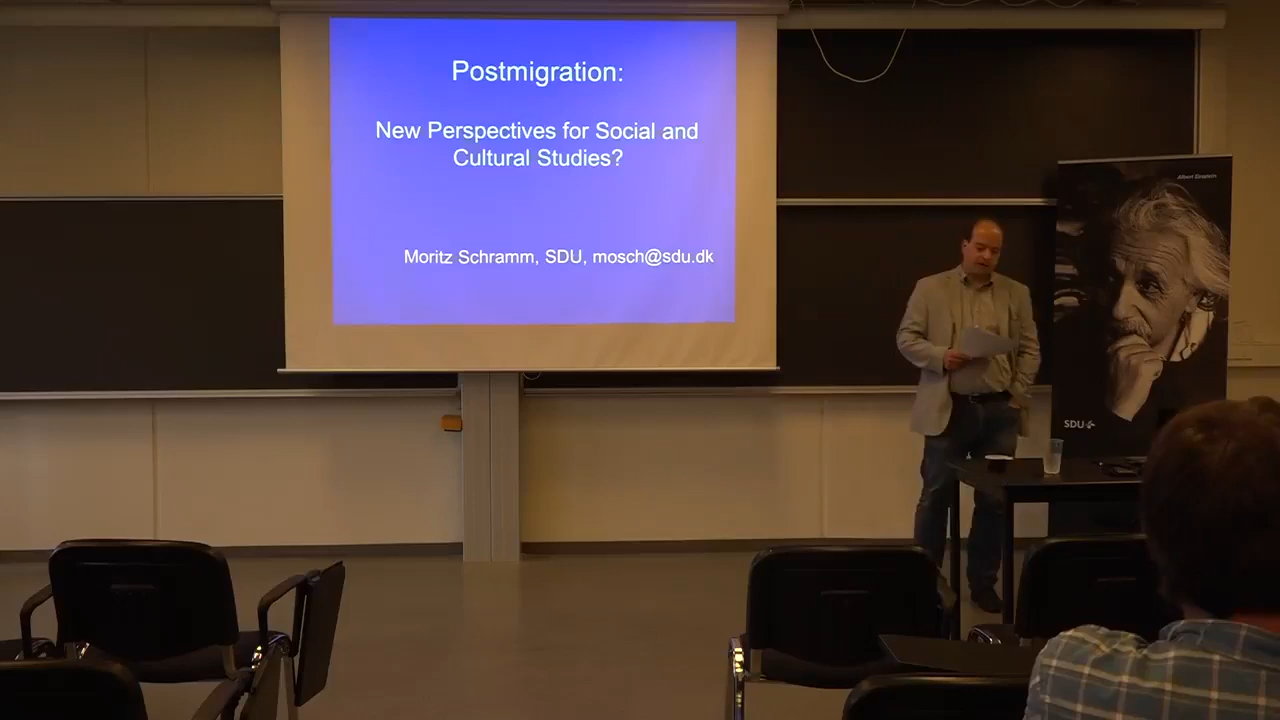 Postmigration:
New Perspectives for Social and
Cultural Studies?
Moritz Schramm, SDU, mosch@sdu.dk
Albert Einstein
SDU